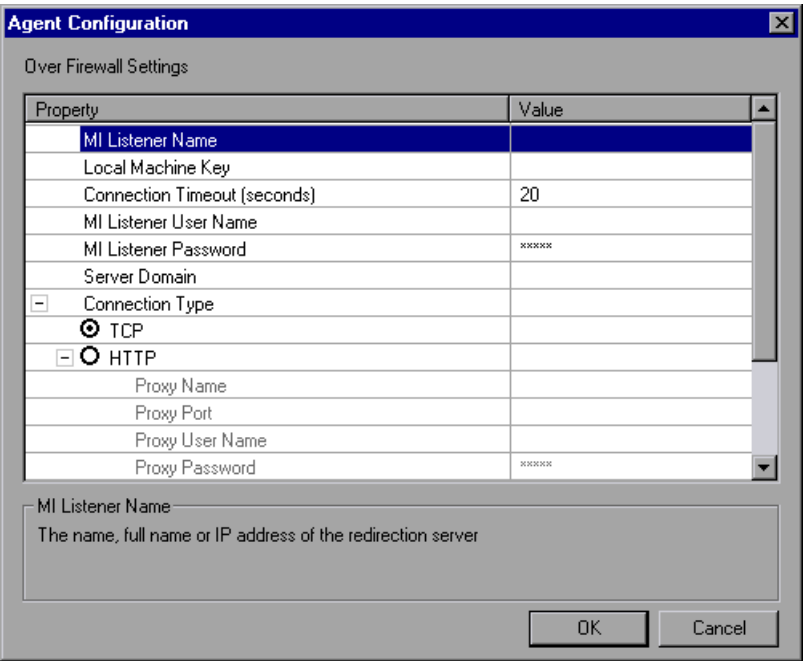 Agent Configuration
Over Firewall Settings
Property Value
MI Listener Name
Local Machine Key
Connection Timeout (seconds) 20
MI Listener User Name
MI Listener Password *****
Server Domain
Connection Type
TCP
HTTP
Proxy Name
Proxy Port
Proxy User Name
Proxy Password *****
MI Listener Name
The name, full name or IP address of the redirection server
OK Cancel